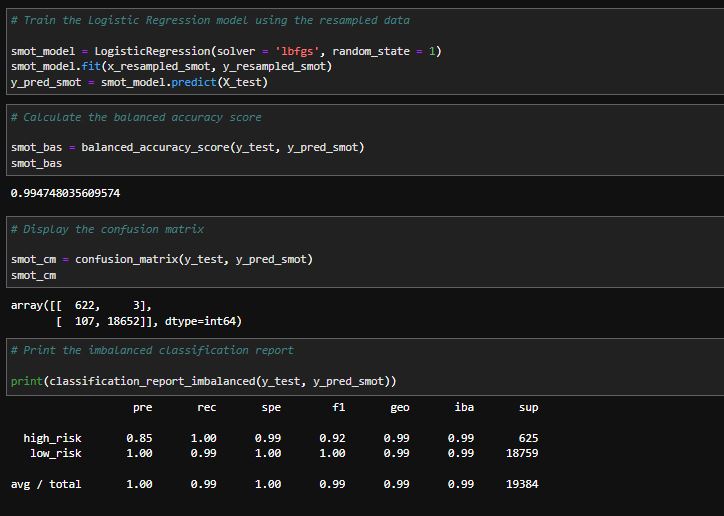 # Train the Logistic Regression model using the resampled data
smot_model = LogisticRegression(solver = 'lbfgs', random_state = 1)
smot_model.fit(x_resampled_smot, y_resampled_smot)
y_pred_smot = smot_model.predict(X_test)
# Calculate the balanced accuracy score
smot_bas = balanced_accuracy_score(y_test, y_pred_smot)
smot_bas
0.994748035609574
# Display the confusion matrix
smot_cm = confusion_matrix(y_test, y_pred_smot)
smot_cm
array([[  622,     3],
       [  107, 18652]], dtype=int64)
# Print the imbalanced classification report
print(classification_report_imbalanced(y_test, y_pred_smot))
                   pre       rec       spe        f1       geo       iba       sup
  high_risk       0.85      1.00      0.99      0.92      0.99      0.99       625
   low_risk       1.00      0.99      1.00      1.00      0.99      0.99     18759
avg / total       1.00      0.99      1.00      0.99      0.99      0.99     19384